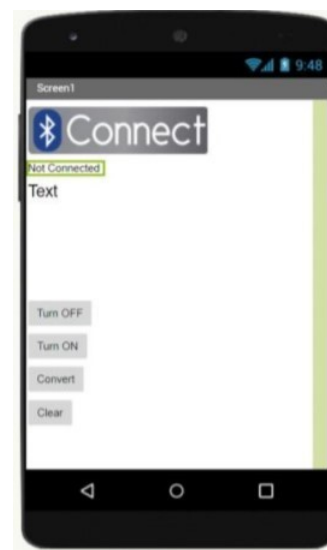 9:48
Screen1
Connect
Not Connected
Text
Turn OFF
Turn ON
Convert
Clear